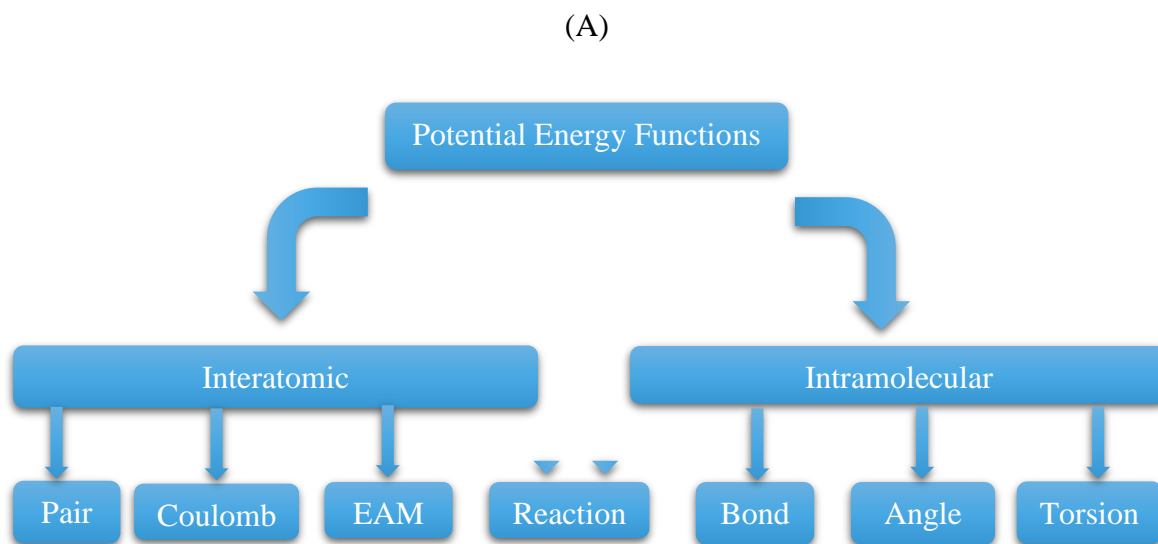 (A)
Potential Energy Functions
Interatomic
Intramolecular
Pair
Coulomb
EAM
Reaction
Bond
Angle
Torsion